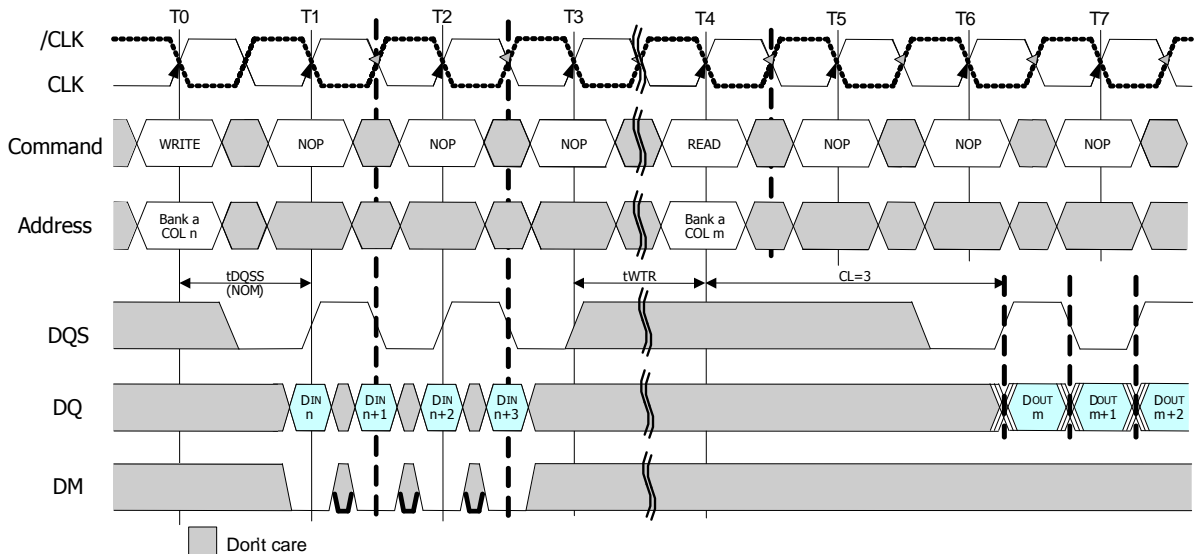 T0 T1 T2 T3 T4 T5 T6 T7
/CLK
CLK
Command WRITE NOP NOP NOP READ NOP NOP NOP
Address Bank a COL n Bank a COL m
tDQSS (NOM) tWTR CL=3
DQS
DQ DIN n DIN n+1 DIN n+2 DIN n+3 DOUT m DOUT m+1 DOUT m+2
DM
Don't care